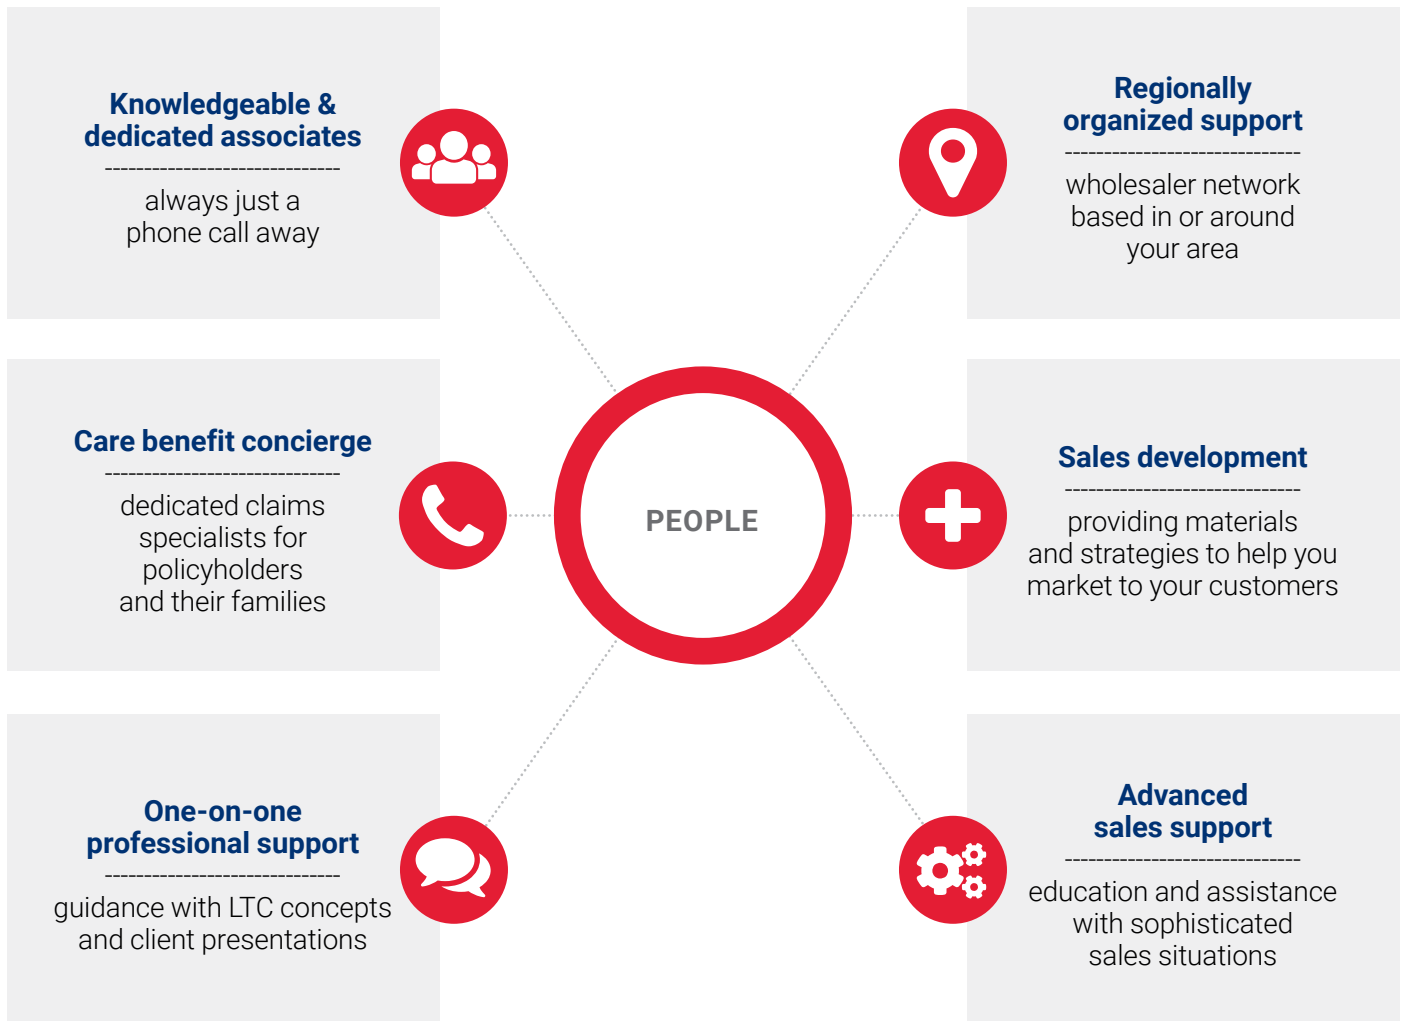 Knowledgeable &
dedicated associates
always just a
phone call away
Regionally
organized support
wholesaler network
based in or around
your area
Care benefit concierge
dedicated claims
specialists for
policyholders
and their families
PEOPLE
Sales development
providing materials
and strategies to help you
market to your customers
One-on-one
professional support
guidance with LTC concepts
and client presentations
Advanced
sales support
education and assistance
with sophisticated
sales situations